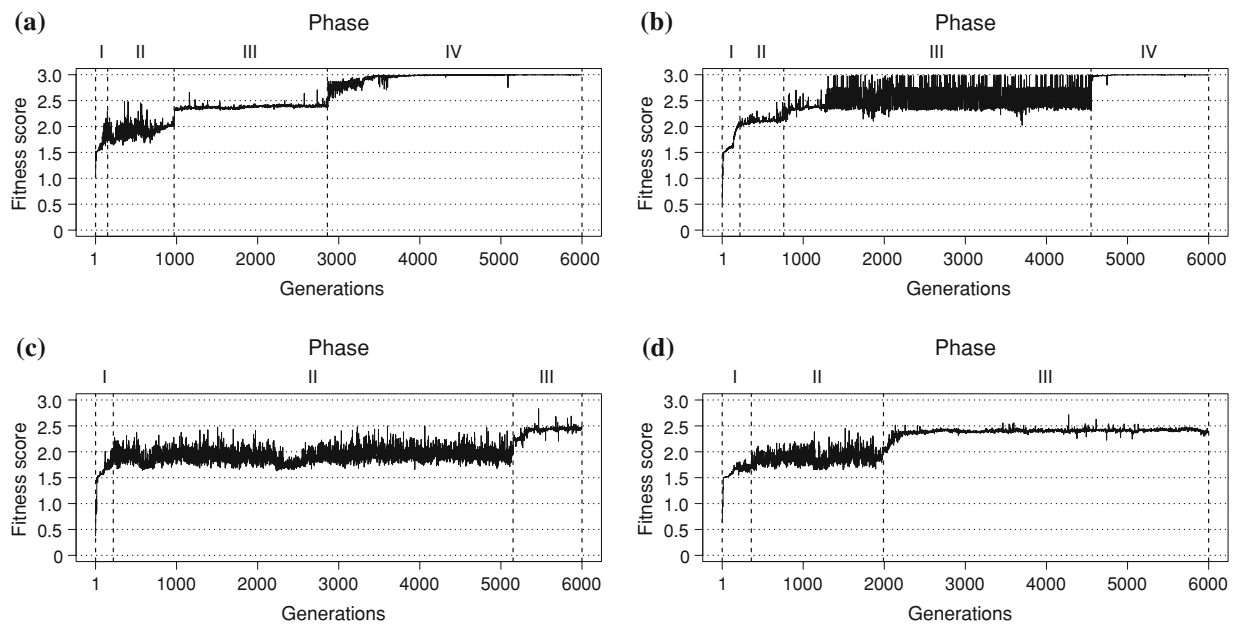 (a) Phase
I II III IV
3.0
2.5
2.0
1.5
1.0
0.5
0
Fitness score
1 1000 2000 3000 4000 5000 6000
Generations
(b) Phase
I II III IV
3.0
2.5
2.0
1.5
1.0
0.5
0
Fitness score
1 1000 2000 3000 4000 5000 6000
Generations
(c) Phase
I II III
3.0
2.5
2.0
1.5
1.0
0.5
0
Fitness score
1 1000 2000 3000 4000 5000 6000
Generations
(d) Phase
I II III
3.0
2.5
2.0
1.5
1.0
0.5
0
Fitness score
1 1000 2000 3000 4000 5000 6000
Generations